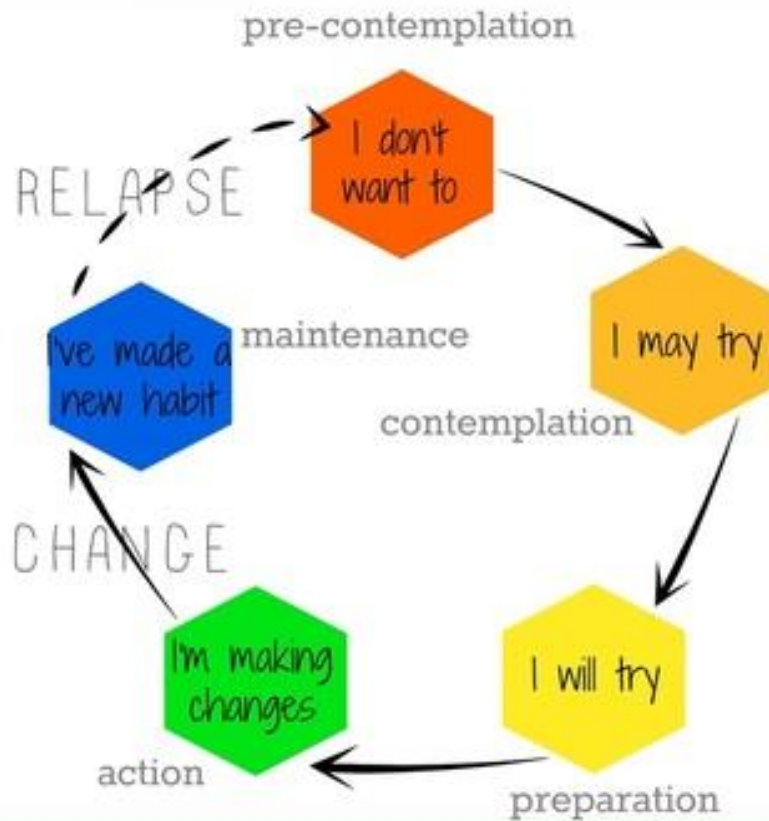 pre-contemplation
I don't
want to
RELAPSE
I may try
contemplation
I've made a
new habit
maintenance
CHANGE
I will try
preparation
I'm making
changes
action